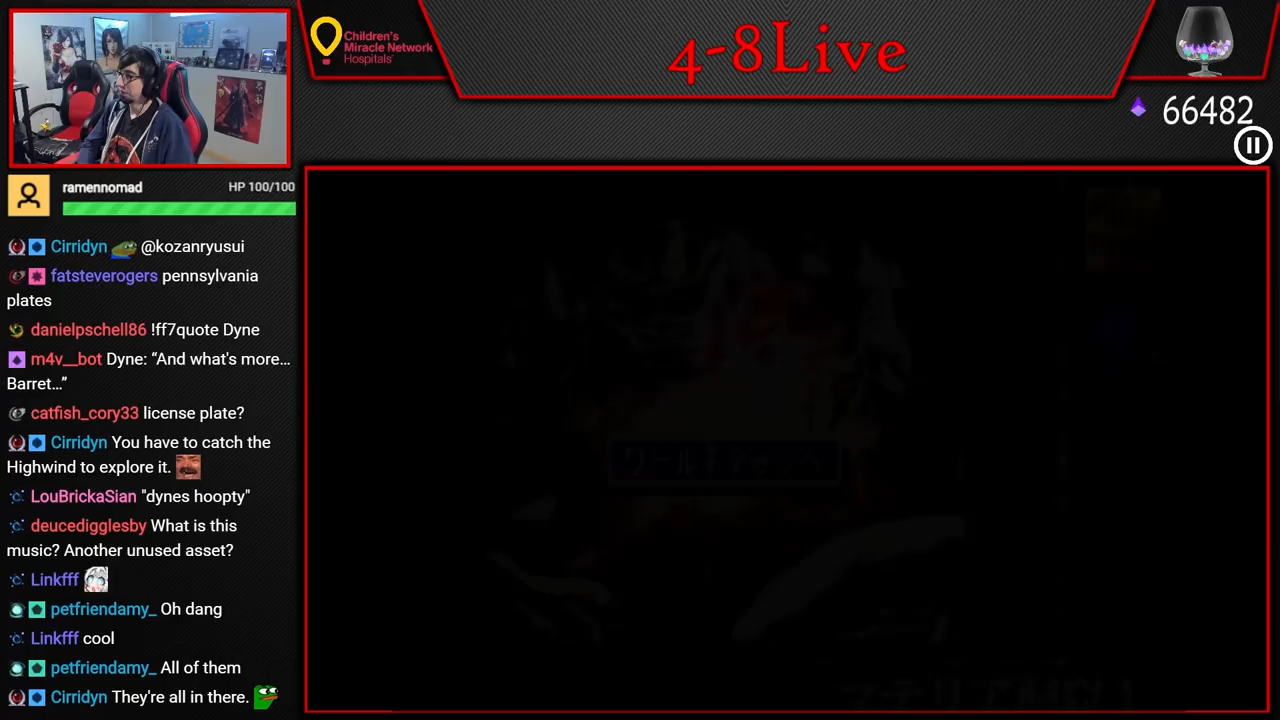 Children's
Miracle Network
Hospitals
4-8Live
66482
ramennomad
HP 100/100
Cirridyn @kozanryusui
fatsteverogers pennsylvania
plates
danielpschell86 !ff7quote Dyne
m4v__bot Dyne: “And what's more...
Barret...”
catfish_cory33 license plate?
Cirridyn You have to catch the
Highwind to explore it.
LouBrickaSian "dynes hoopty"
deucedigglesby What is this
music? Another unused asset?
Linkfff
petfriendamy_ Oh dang
Linkfff cool
petfriendamy_ All of them
Cirridyn They're all in there.